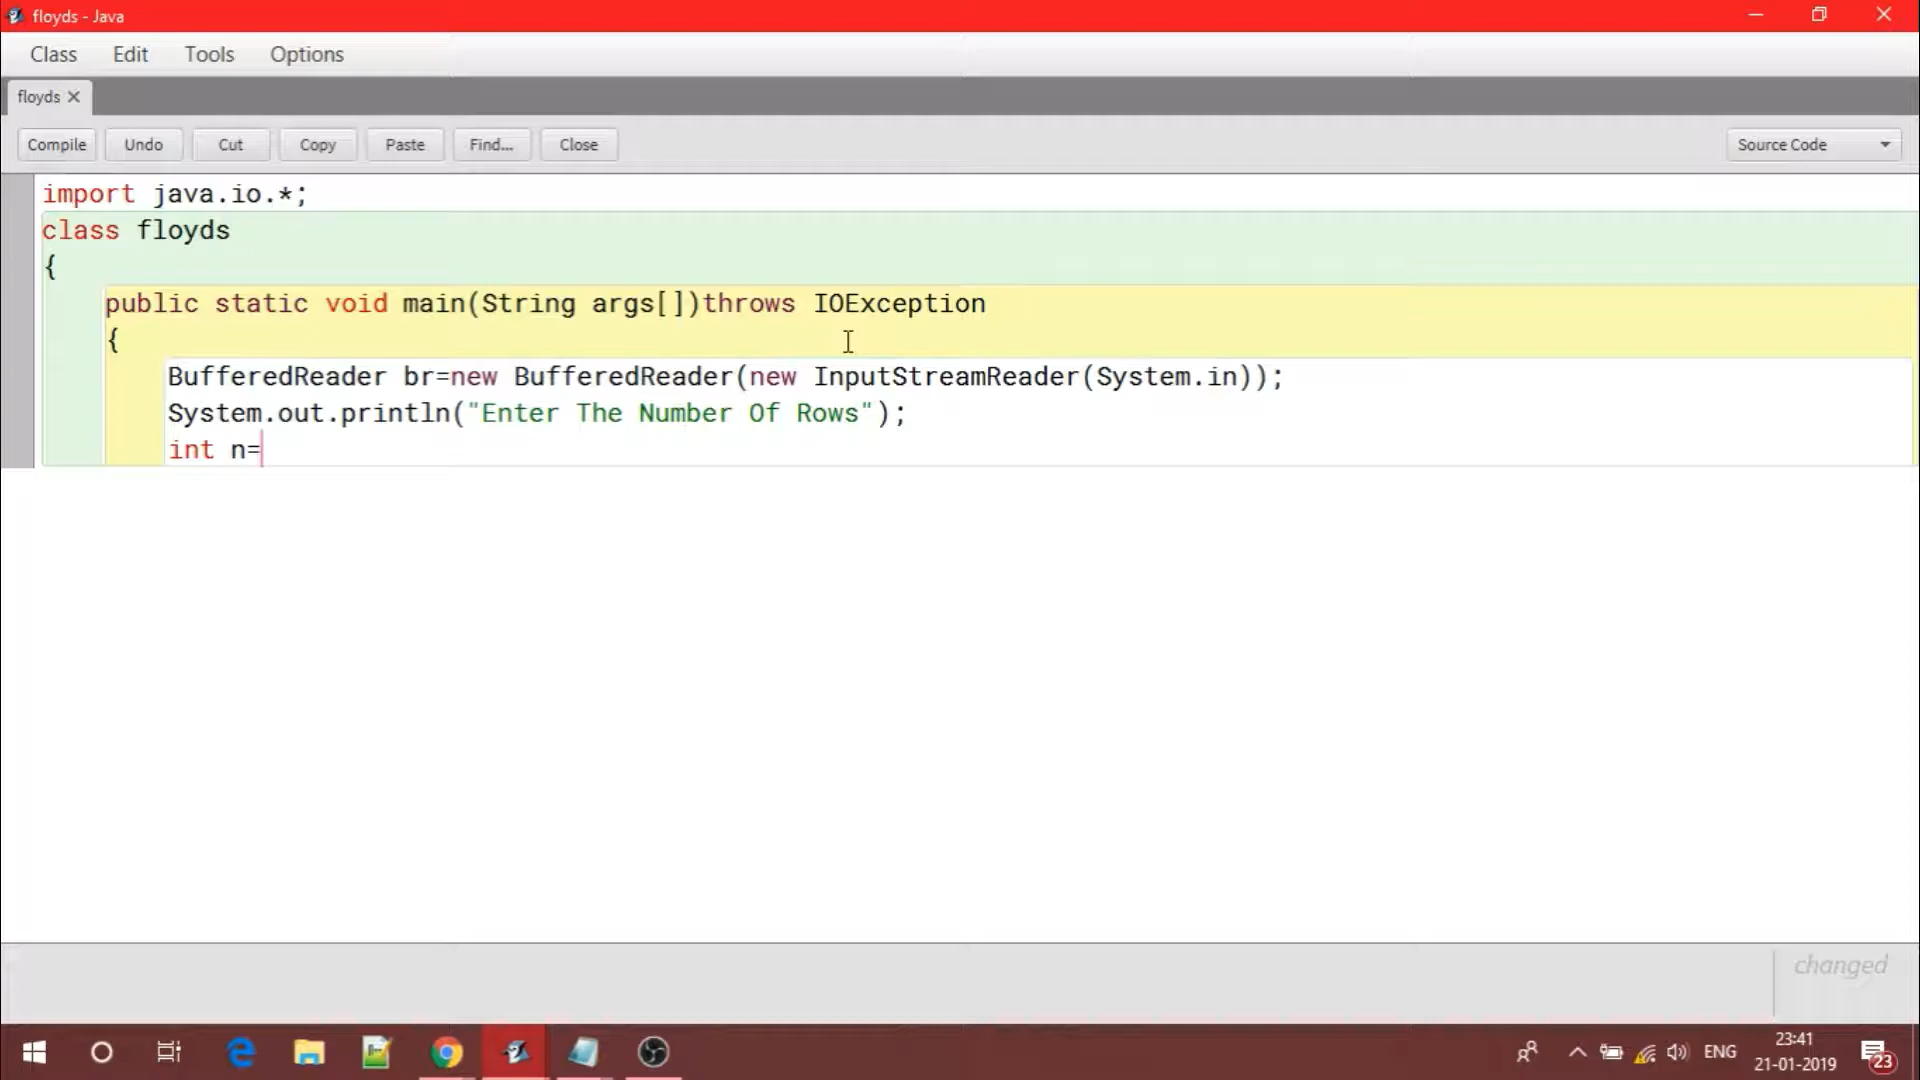 floyds - Java
Class Edit Tools Options
floyds
Compile Undo Cut Copy Paste Find... Close Source Code
import java.io.*;
class floyds
{
public static void main(String args[])throws IOException
{
BufferedReader br=new BufferedReader(new InputStreamReader(System.in));
System.out.println("Enter The Number Of Rows");
int n=
changed
ENG
23:41
21-01-2019
23